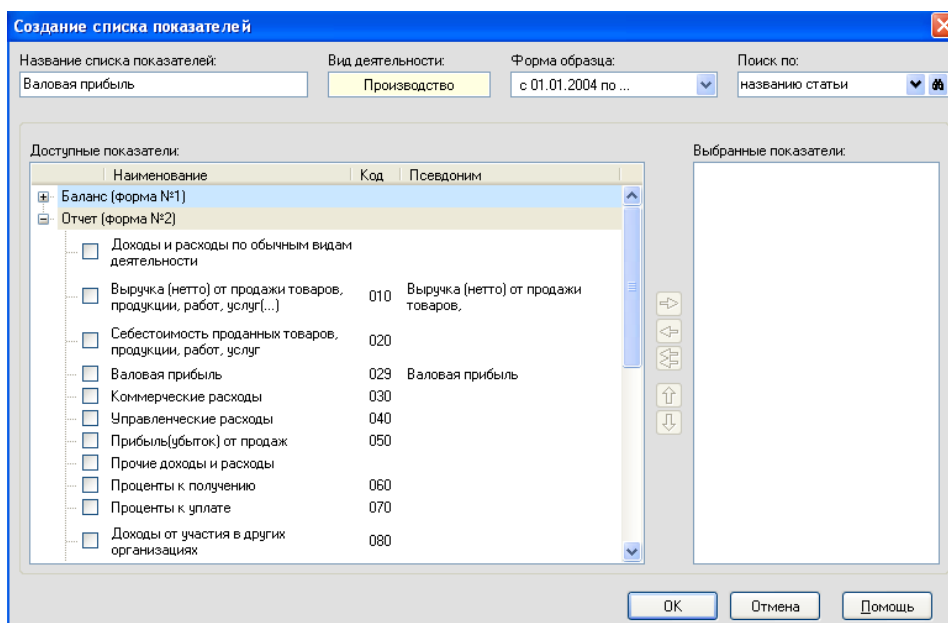 Создание списка показателей
Название списка показателей:
Вид деятельности:
Форма образца:
Поиск по:
Валовая прибыль
Производство
с 01.01.2004 по ...
названию статьи
Доступные показатели:
Выбранные показатели:
Наименование Код Псевдоним
Баланс (форма №1)
Отчет (форма №2)
Доходы и расходы по обычным видам
деятельности
Выручка (нетто) от продажи товаров,
продукции, работ, услуг(...)
010
Выручка (нетто) от продажи
товаров,
Себестоимость проданных товаров,
продукции, работ, услуг
020
Валовая прибыль 029 Валовая прибыль
Коммерческие расходы 030
Управленческие расходы 040
Прибыль(убыток) от продаж 050
Прочие доходы и расходы
Проценты к получению 060
Проценты к уплате 070
Доходы от участия в других
организациях
080
OK
Отмена
Помощь